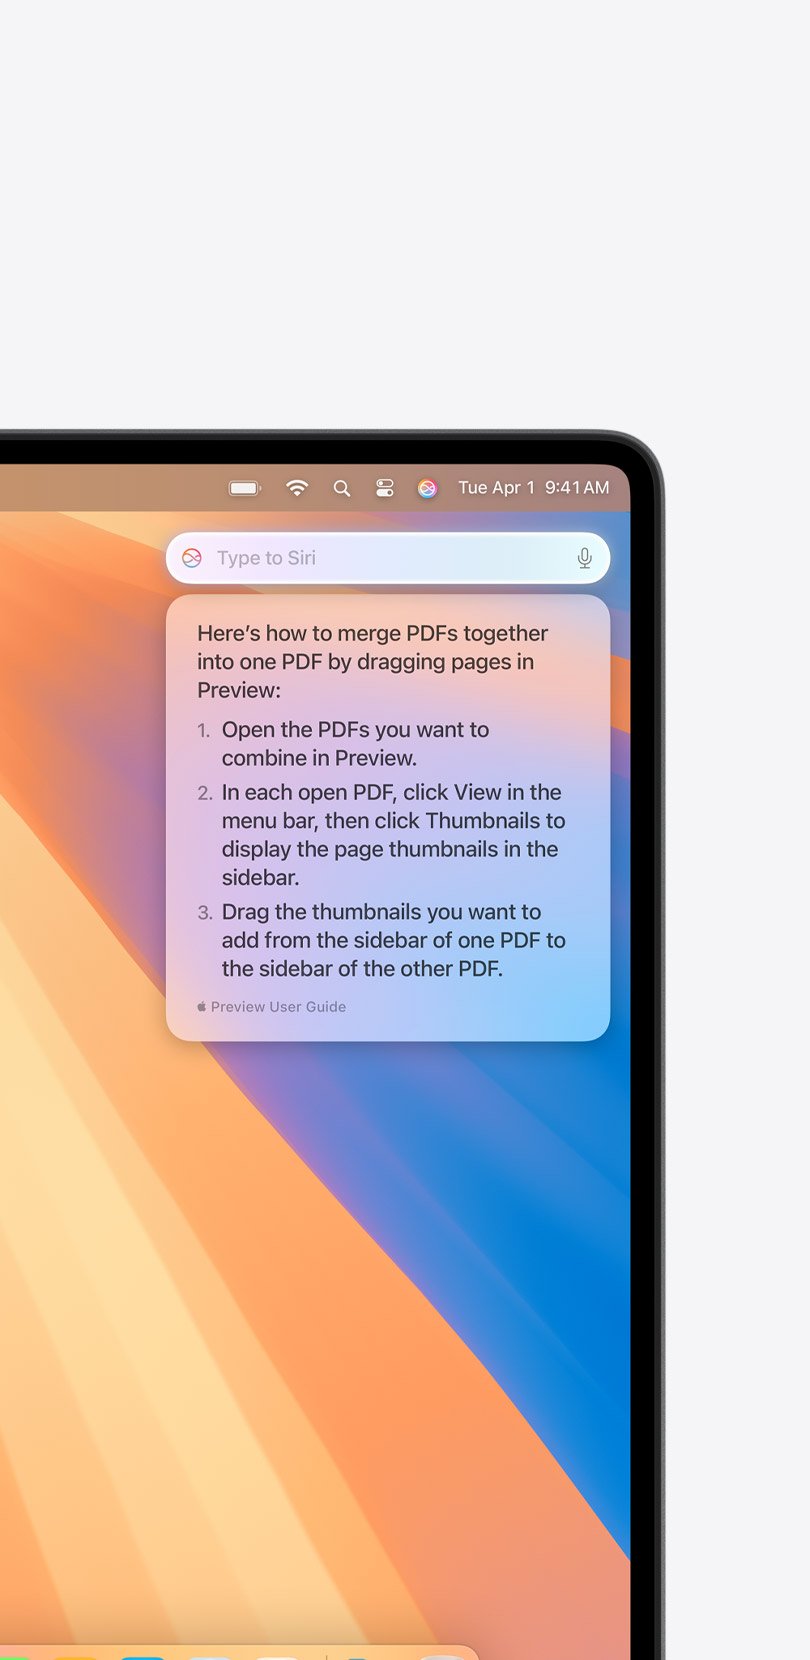 Tue Apr 1 9:41 AM
Type to Siri
Here’s how to merge PDFs together
into one PDF by dragging pages in
Preview:
1. Open the PDFs you want to
combine in Preview.
2. In each open PDF, click View in the
menu bar, then click Thumbnails to
display the page thumbnails in the
sidebar.
3. Drag the thumbnails you want to
add from the sidebar of one PDF to
the sidebar of the other PDF.
Preview User Guide